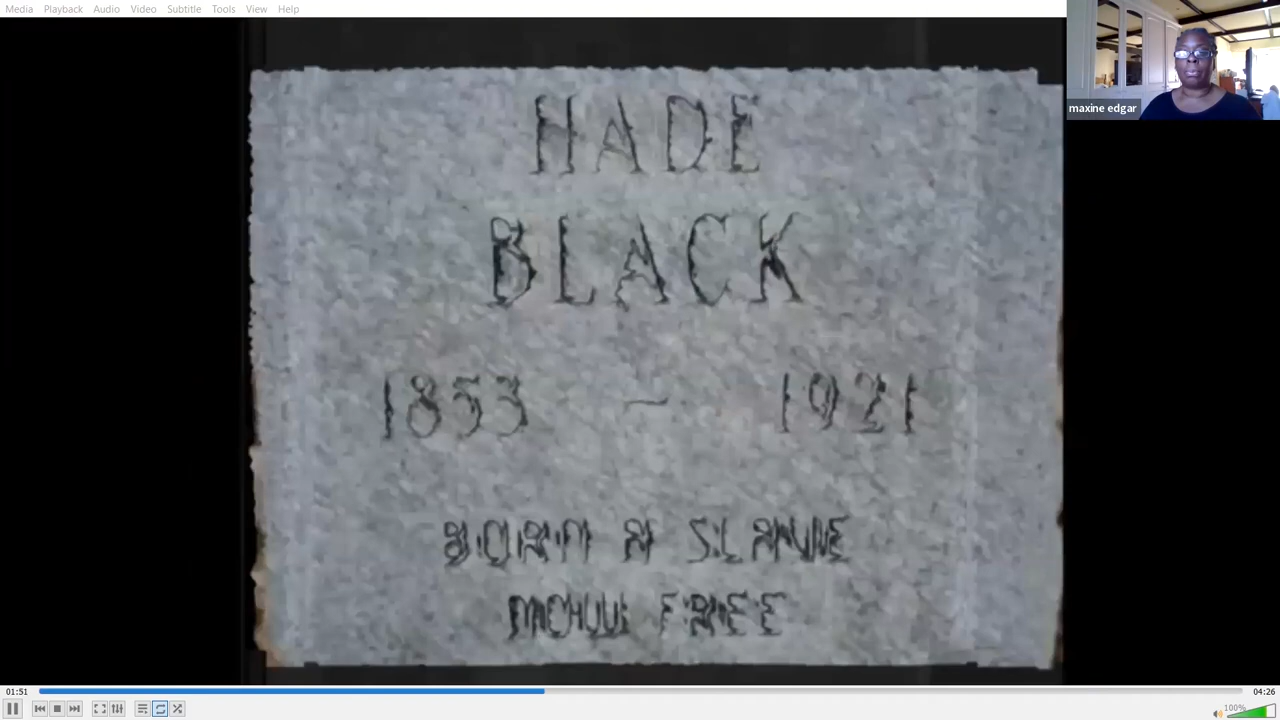 Media Playback Audio Video Subtitle Tools View Help
maxine edgar
HADE
BLACK
1853 – 1921
BORN A SLAVE
NOW FREE
01:51 04:26
100%